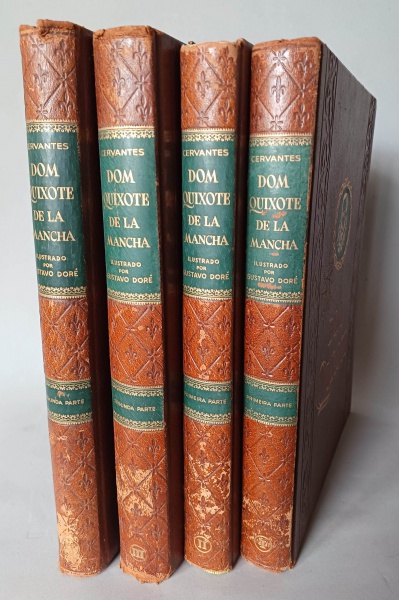 CERVANTES
DOM
QUIXOTE
DE LA
MANCHA
ILUSTRADO
POR
GUSTAVO DORÉ
SEGUNDA PARTE
CERVANTES
DOM
QUIXOTE
DE LA
MANCHA
ILUSTRADO
POR
GUSTAVO DORÉ
SEGUNDA PARTE
III
CERVANTES
DOM
QUIXOTE
DE LA
MANCHA
ILUSTRADO
POR
GUSTAVO DORÉ
PRIMEIRA PARTE
II
CERVANTES
DOM
QUIXOTE
DE LA
MANCHA
ILUSTRADO
POR
GUSTAVO DORÉ
PRIMEIRA PARTE